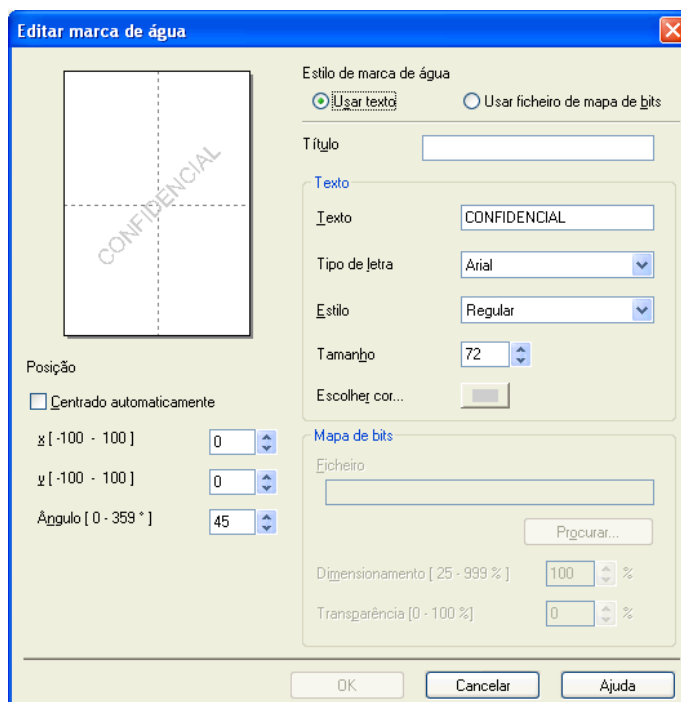 Editar marca de água
CONFIDENCIAL
Estilo de marca de água
Usar texto
Usar ficheiro de mapa de bits
Título
Texto
Texto CONFIDENCIAL
Tipo de letra Arial
Estilo Regular
Tamanho 72
Escolher cor...
Posição
Centrado automaticamente
x [ -100 - 100 ] 0
y [ -100 - 100 ] 0
Ângulo [ 0 - 359 ° ] 45
Mapa de bits
Ficheiro
Procurar...
Dimensionamento [ 25 - 999 % ] 100 %
Transparência [0 - 100 %] 0 %
OK Cancelar Ajuda